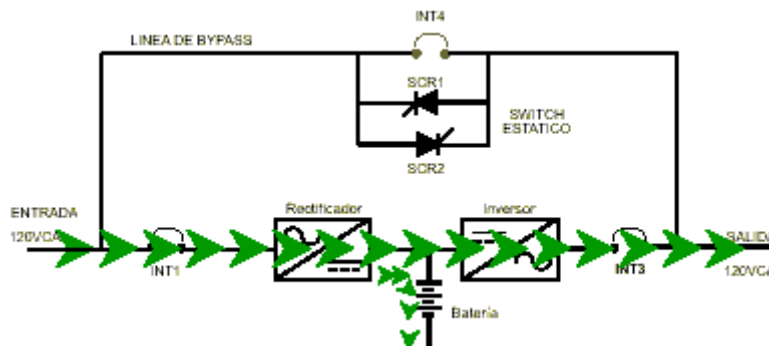 INT4
LINEA DE BYPASS
SCR1
SWITCH
ESTATICO
SCR2
ENTRADA
Rectificador
Inversor
SALIDA
120VCA
INT1
INT3
120VCA
Batería